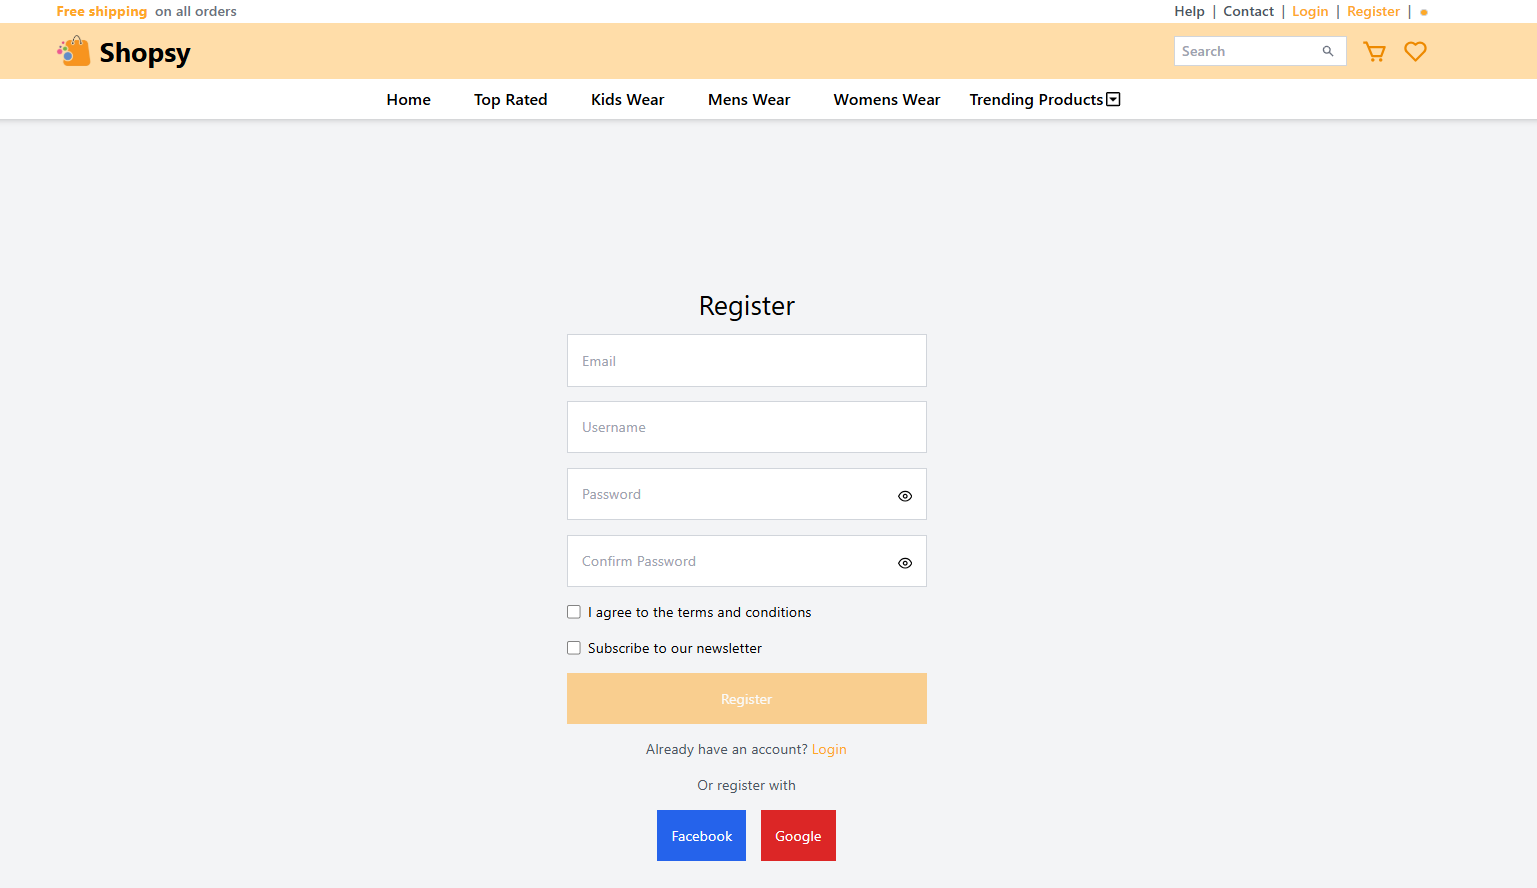 Free shipping on all orders
Help | Contact | Login | Register |
Shopsy
Search
Home Top Rated Kids Wear Mens Wear Womens Wear Trending Products
Register
Email
Username
Password
Confirm Password
I agree to the terms and conditions
Subscribe to our newsletter
Register
Already have an account? Login
Or register with
Facebook Google